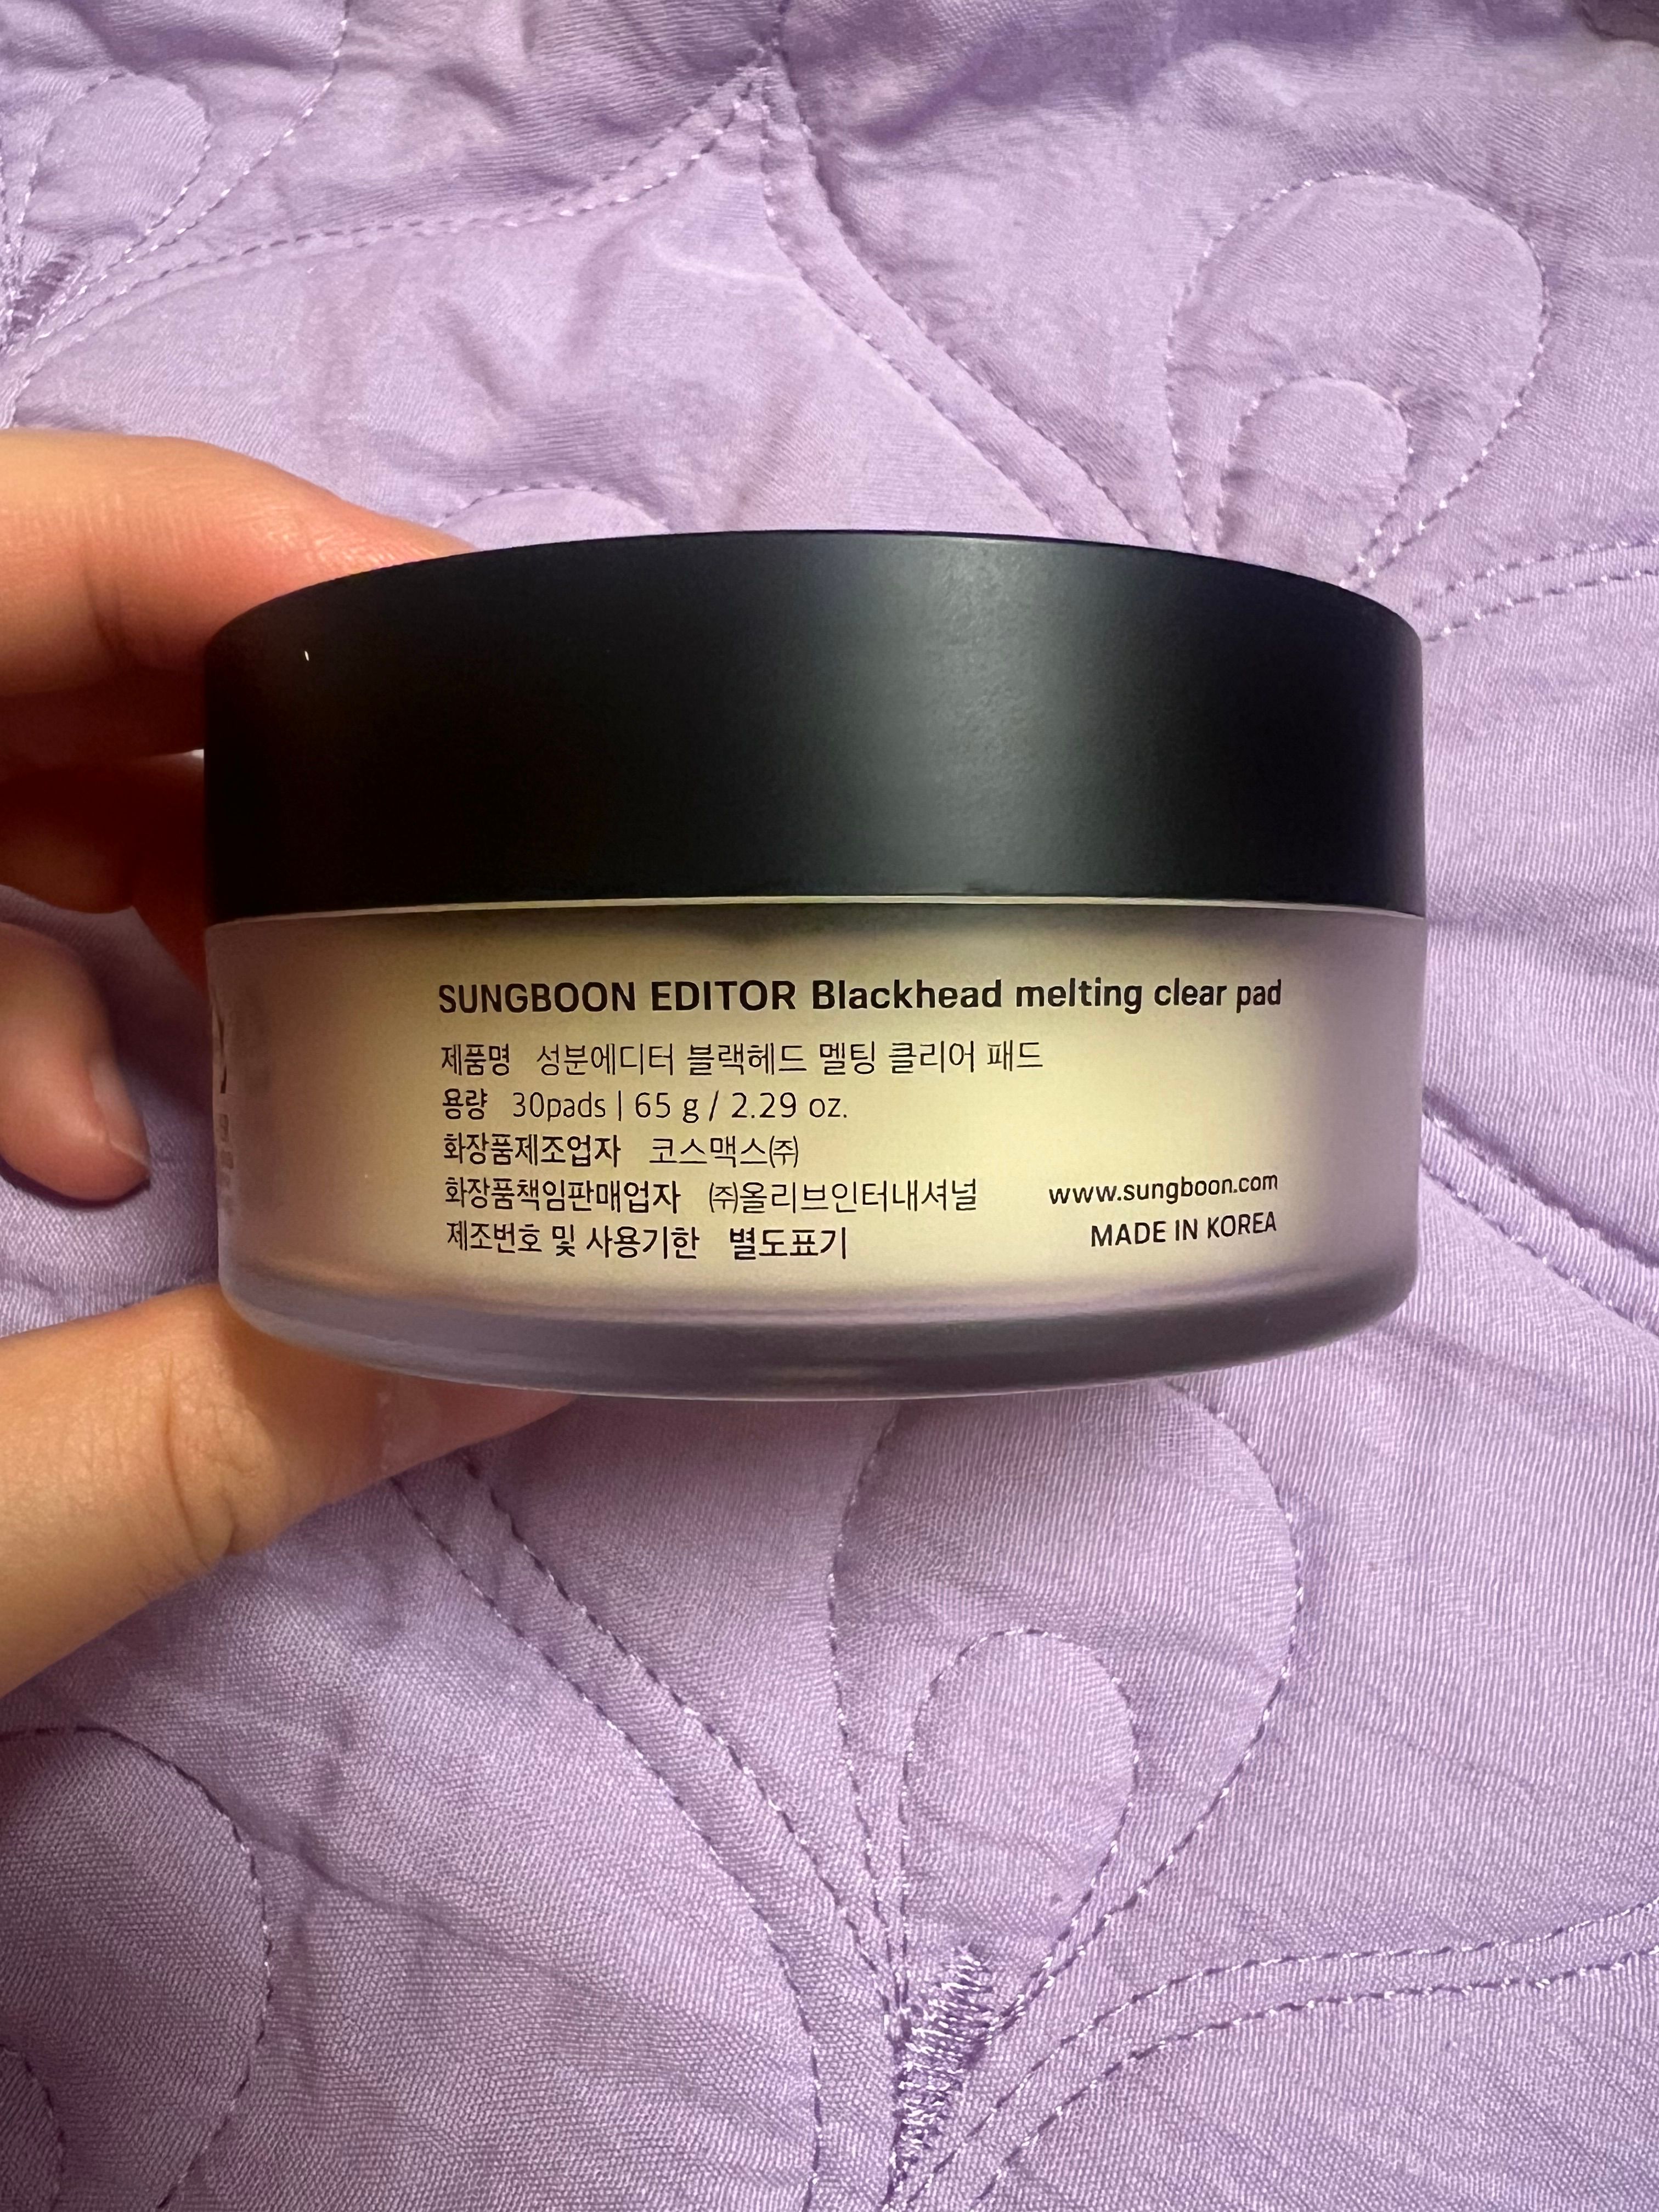 SUNGBOON EDITOR Blackhead melting clear pad
제품명 성분에디터 블랙헤드 멜팅 클리어 패드
용량 30pads | 65 g / 2.29 oz.
화장품제조업자 코스맥스㈜
화장품책임판매업자 ㈜올리브인터내셔널
제조번호 및 사용기한 별도표기
www.sungboon.com
MADE IN KOREA